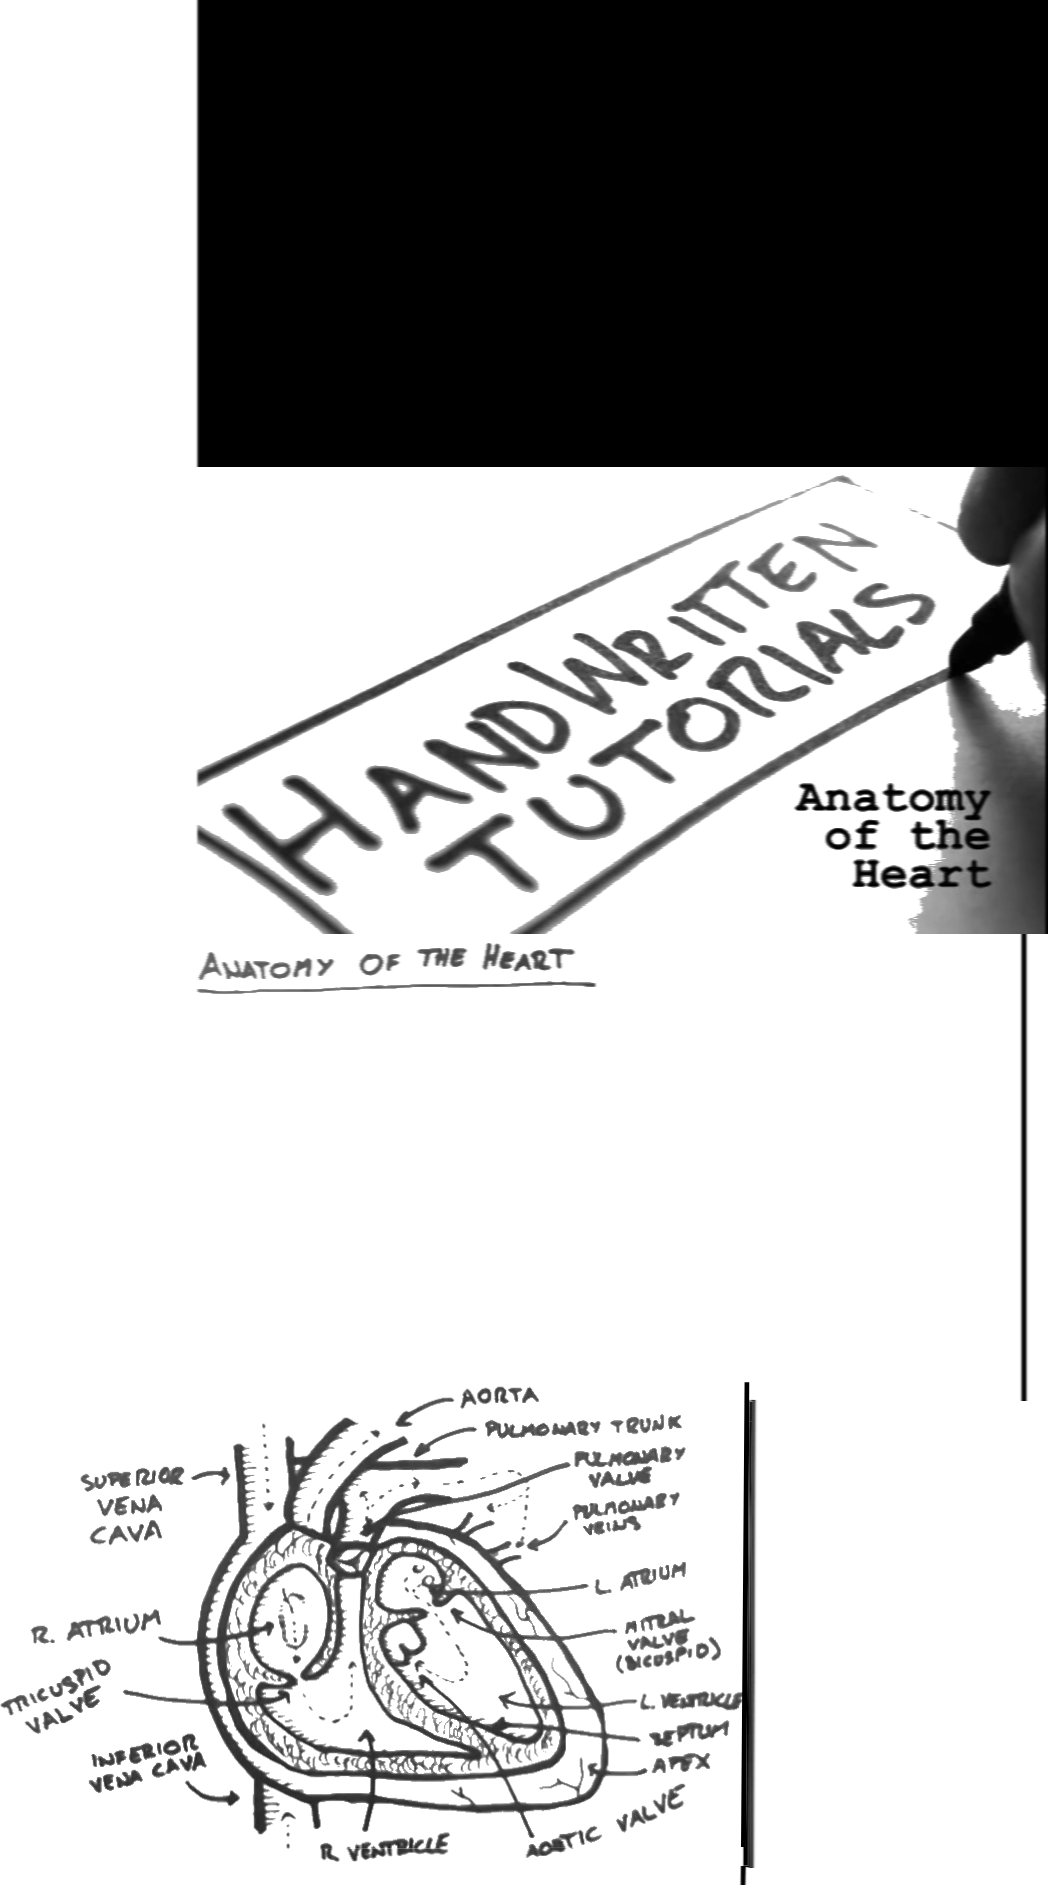 HANDWRITTEN
TUTORIALS
Anatomy
of the
Heart
ANATOMY OF THE HEART
AORTA
PULMONARY TRUNK
PULMONARY
VALVE
SUPERIOR
VENA
CAVA
PULMONARY
VEINS
L. ATRIUM
R. ATRIUM
MITRAL
VALVE
(BICUSPID)
TRICUSPID
VALVE
L. VENTRICLE
SEPTUM
INFERIOR
VENA CAVA
APEX
R VENTRICLE
AORTIC VALVE